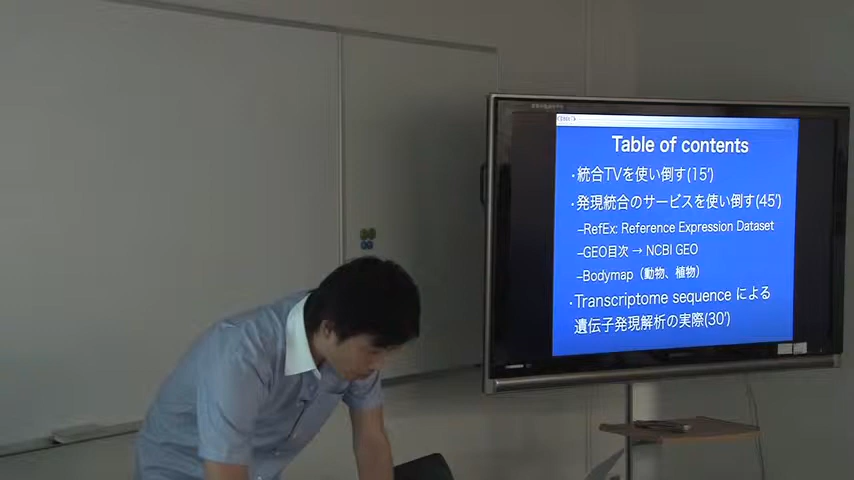 Table of contents
・統合TVを使い倒す(15')
・発現統合のサービスを使い倒す(45')
–RefEx: Reference Expression Dataset
–GEO目次 → NCBI GEO
–Bodymap（動物、植物）
・Transcriptome sequence による
遺伝子発現解析の実際(30')